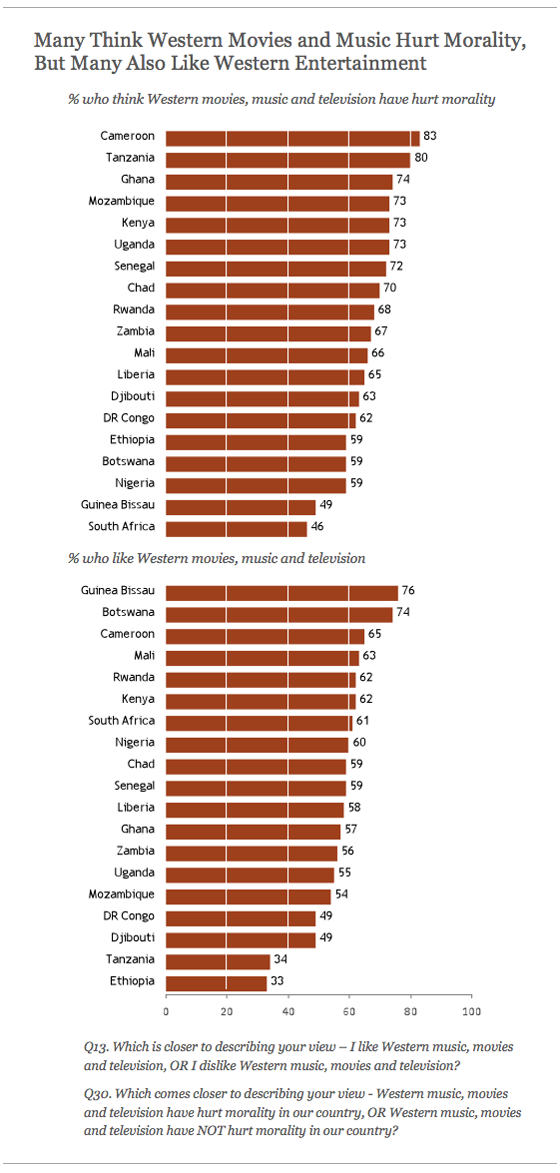 Many Think Western Movies and Music Hurt Morality,
But Many Also Like Western Entertainment
% who think Western movies, music and television have hurt morality
Cameroon 83
Tanzania 80
Ghana 74
Mozambique 73
Kenya 73
Uganda 73
Senegal 72
Chad 70
Rwanda 68
Zambia 67
Mali 66
Liberia 65
Djibouti 63
DR Congo 62
Ethiopia 59
Botswana 59
Nigeria 59
Guinea Bissau 49
South Africa 46
% who like Western movies, music and television
Guinea Bissau 76
Botswana 74
Cameroon 65
Mali 63
Rwanda 62
Kenya 62
South Africa 61
Nigeria 60
Chad 59
Senegal 59
Liberia 58
Ghana 57
Zambia 56
Uganda 55
Mozambique 54
DR Congo 49
Djibouti 49
Tanzania 34
Ethiopia 33
0 20 40 60 80 100
Q13. Which is closer to describing your view – I like Western music, movies
and television, OR I dislike Western music, movies and television?
Q30. Which comes closer to describing your view - Western music, movies
and television have hurt morality in our country, OR Western music, movies
and television have NOT hurt morality in our country?